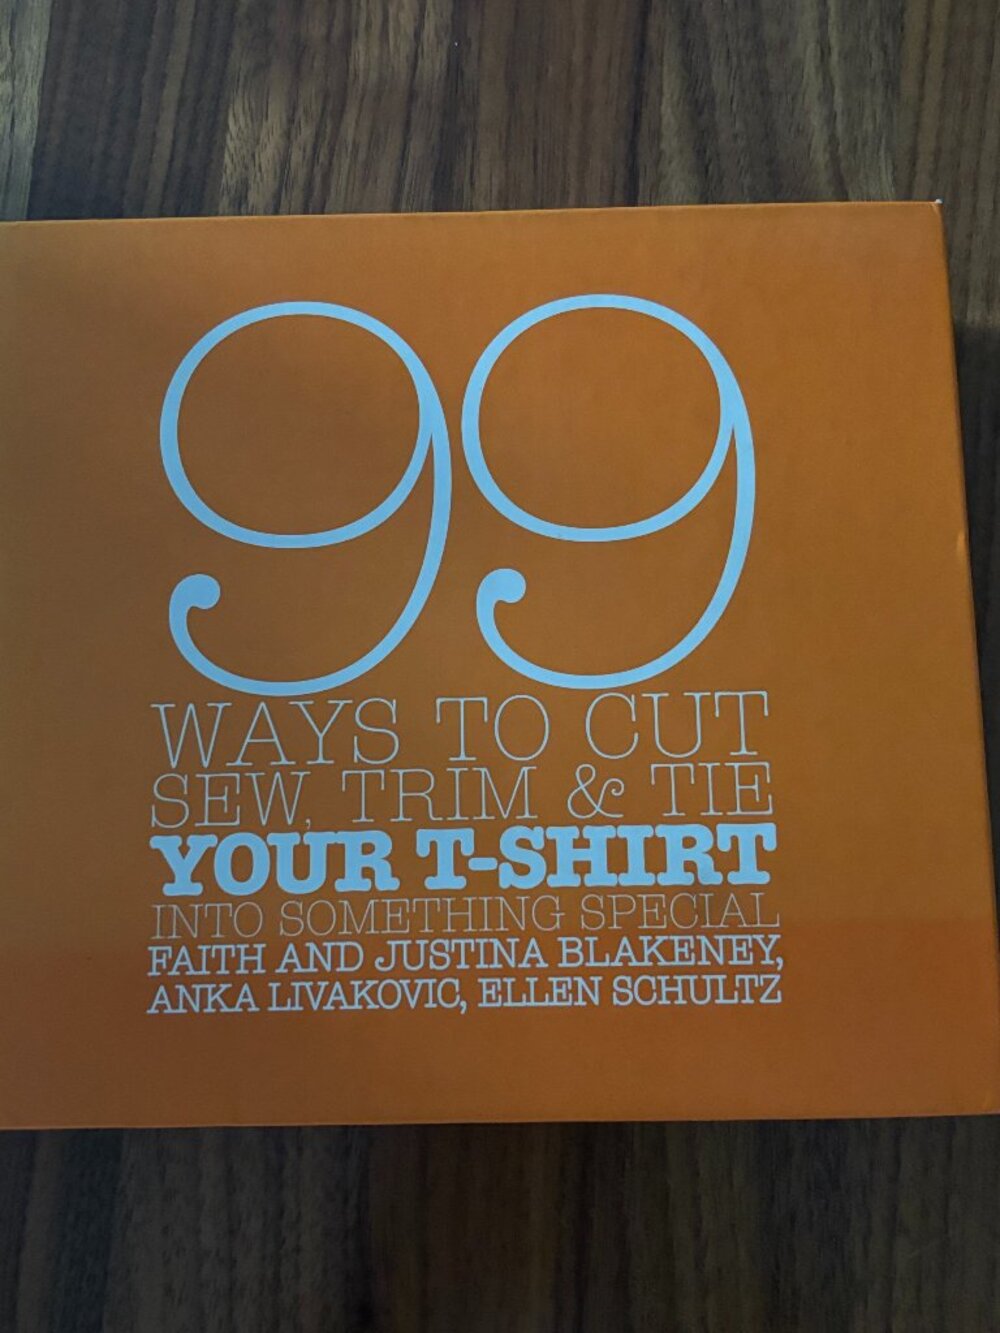 99
WAYS TO CUT
SEW, TRIM & TIE
YOUR T-SHIRT
INTO SOMETHING SPECIAL
FAITH AND JUSTINA BLAKENEY,
ANKA LIVAKOVIC, ELLEN SCHULTZ